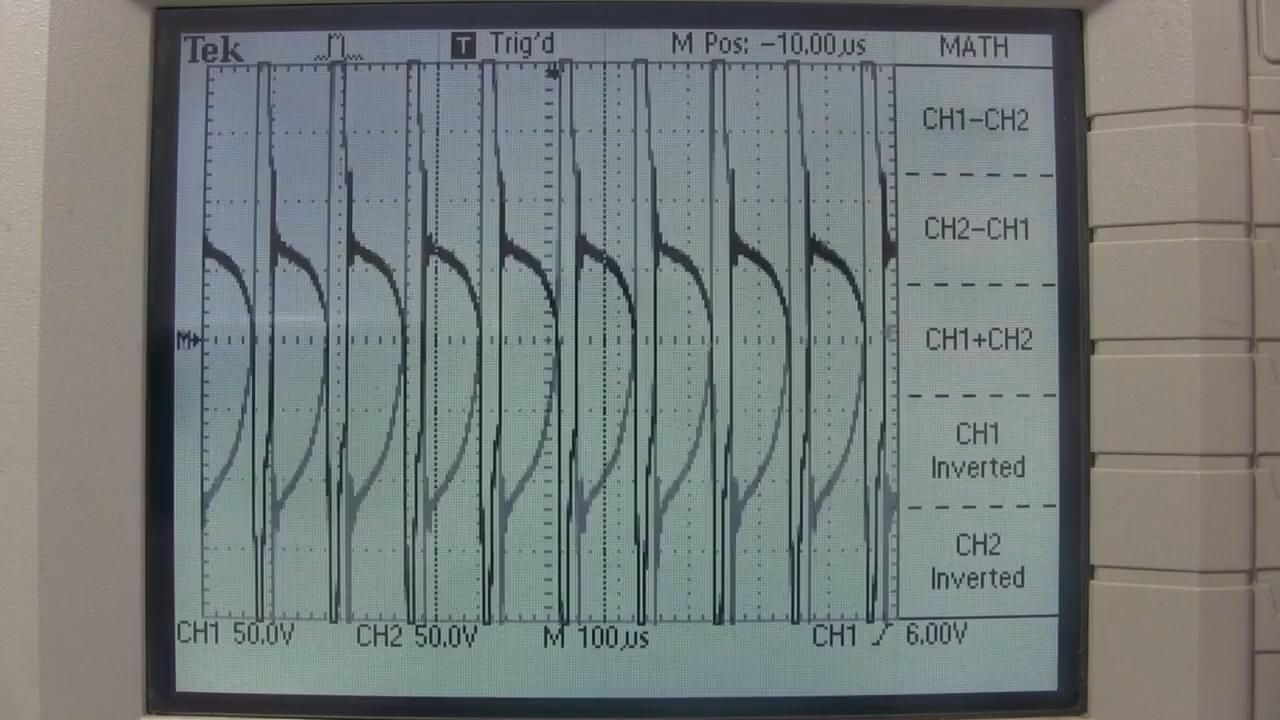 Tek T Trig'd M Pos: -10.00µs MATH
CH1-CH2
CH2-CH1
M
CH1+CH2
CH1
Inverted
CH2
Inverted
CH1 50.0V CH2 50.0V M 100µs CH1 6.00V